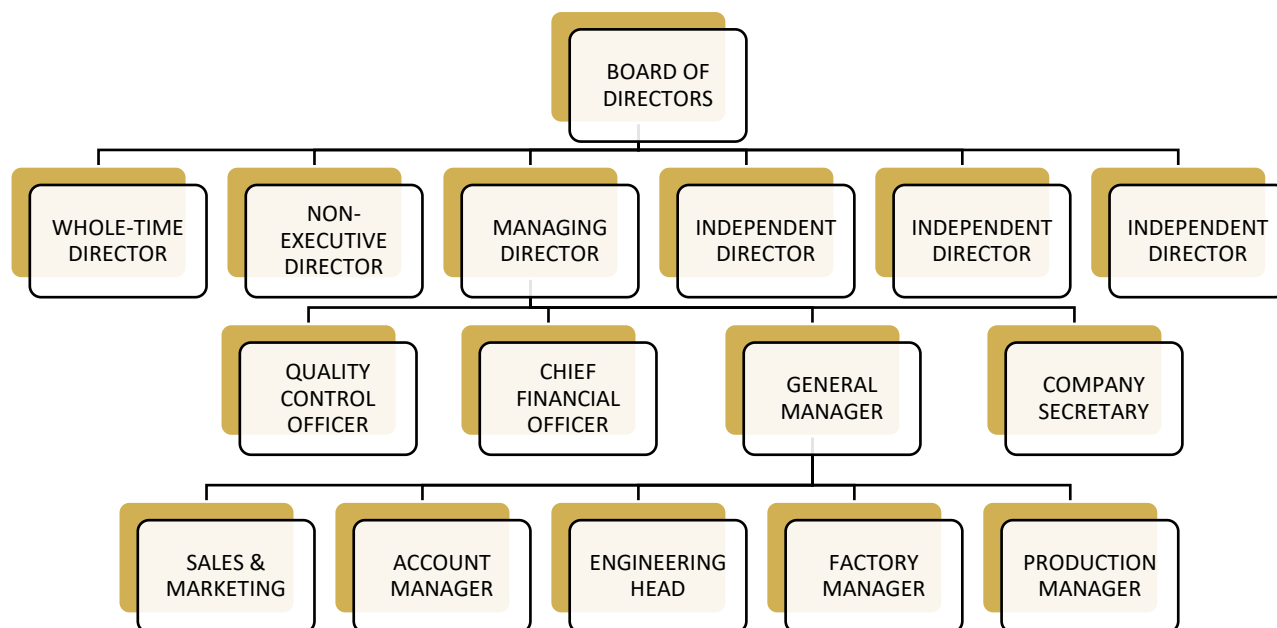 BOARD OF
DIRECTORS
WHOLE-TIME
DIRECTOR
NON-
EXECUTIVE
DIRECTOR
MANAGING
DIRECTOR
INDEPENDENT
DIRECTOR
INDEPENDENT
DIRECTOR
INDEPENDENT
DIRECTOR
QUALITY
CONTROL
OFFICER
CHIEF
FINANCIAL
OFFICER
GENERAL
MANAGER
COMPANY
SECRETARY
SALES &
MARKETING
ACCOUNT
MANAGER
ENGINEERING
HEAD
FACTORY
MANAGER
PRODUCTION
MANAGER